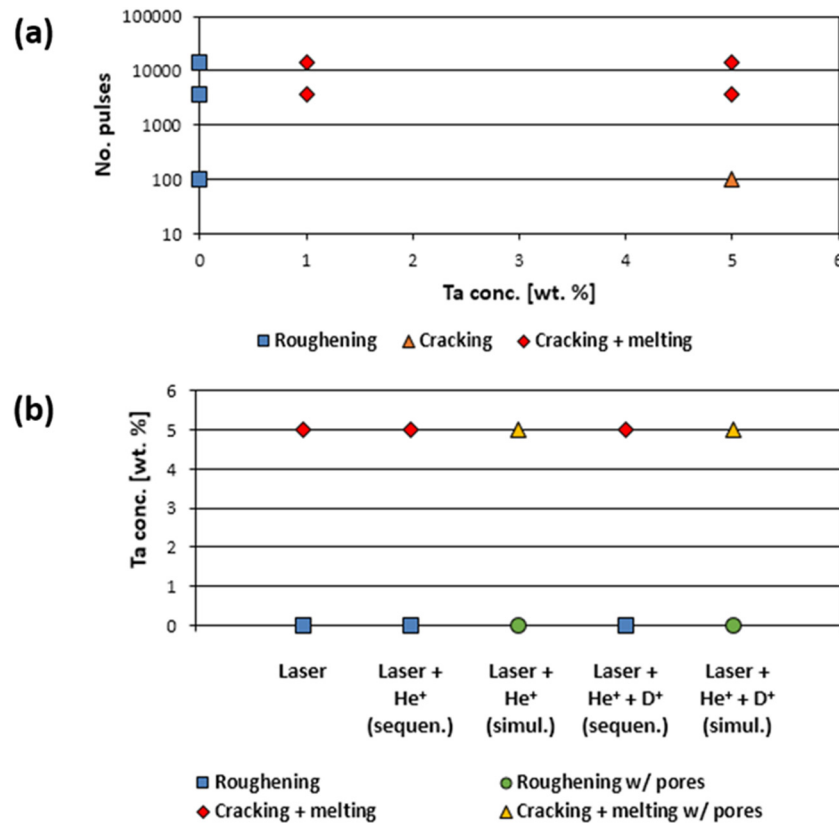 (a)
No. pulses
100000
10000
1000
100
10
0 1 2 3 4 5 6
Ta conc. [wt. %]
Roughening Cracking Cracking + melting
(b)
Ta conc. [wt. %]
6
5
4
3
2
1
0
Laser Laser + Laser + Laser + Laser +
He⁺ He⁺ He⁺ + D⁺ He⁺ + D⁺
(sequen.) (simul.) (sequen.) (simul.)
Roughening Roughening w/ pores
Cracking + melting Cracking + melting w/ pores